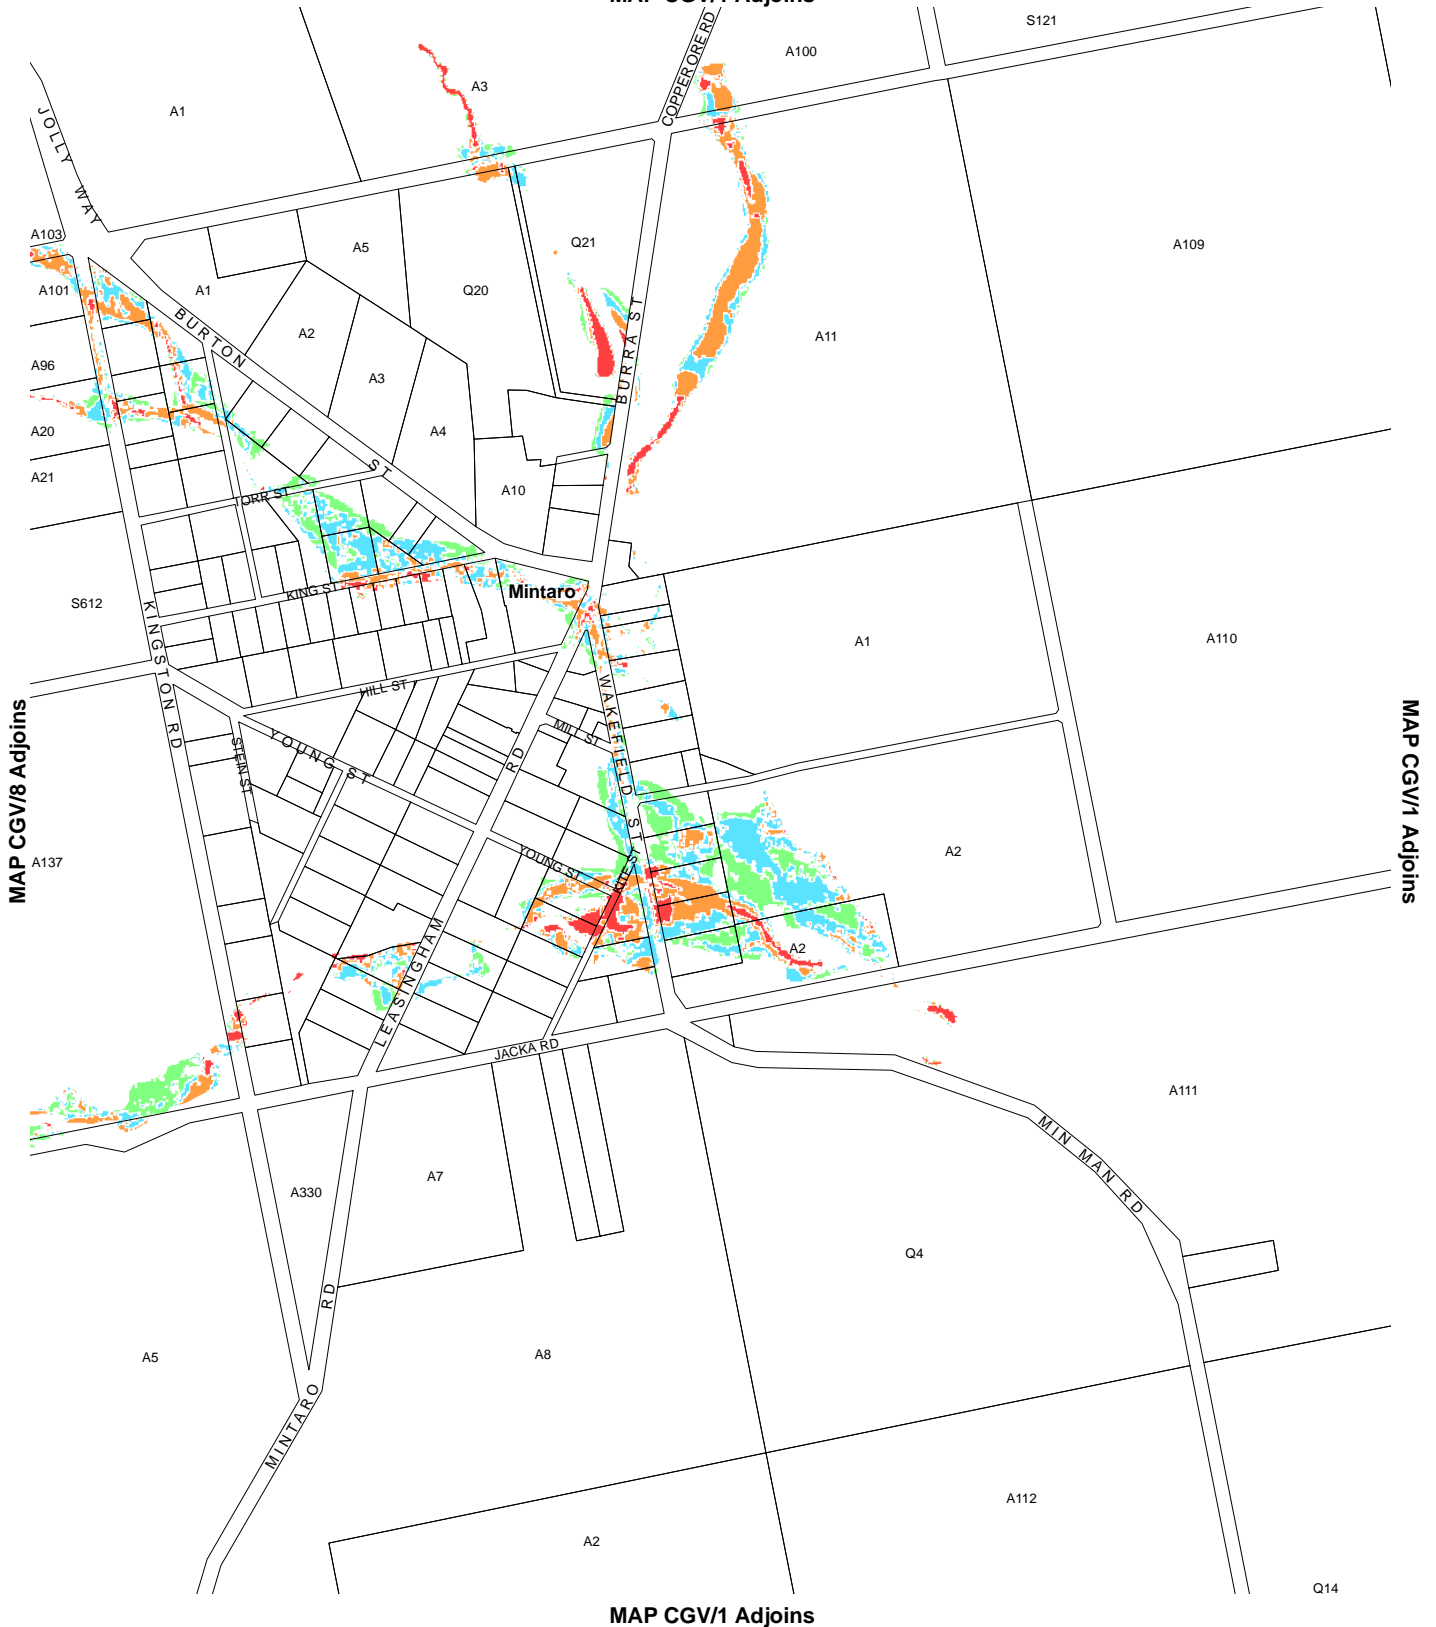 MAP CGV/1 Adjoins
S121
A100
COPPERORE RD
A3
A1
JOLLY WAY
A103
A5
Q21
A109
A101
A1
Q20
BURTON ST
A2
BURRA ST
A11
A96
A3
A20
A4
A21
A10
TORR ST
KING ST
Mintaro
S612
KINGSTON RD
A1
A110
HILL ST
WAKEFIELD ST
MAP CGV/8 Adjoins
MAP CGV/1 Adjoins
YOUNG ST
STEIN ST
MILL ST
LEASINGHAM RD
A137
YOUNG ST
KITE ST
A2
A2
JACKA RD
A111
MIN MAN RD
A7
A330
Q4
MINTARO RD
A5
A8
A112
A2
Q14
MAP CGV/1 Adjoins